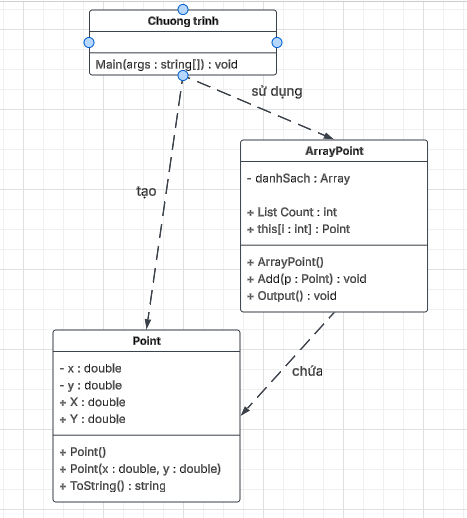 Chuong trình
Main(args : string[]) : void
sử dụng
ArrayPoint
- danhSach : Array
+ List Count : int
+ this[i : int] : Point
+ ArrayPoint()
+ Add(p : Point) : void
+ Output() : void
tạo
chứa
Point
- x : double
- y : double
+ X : double
+ Y : double
+ Point()
+ Point(x : double, y : double)
+ ToString() : string